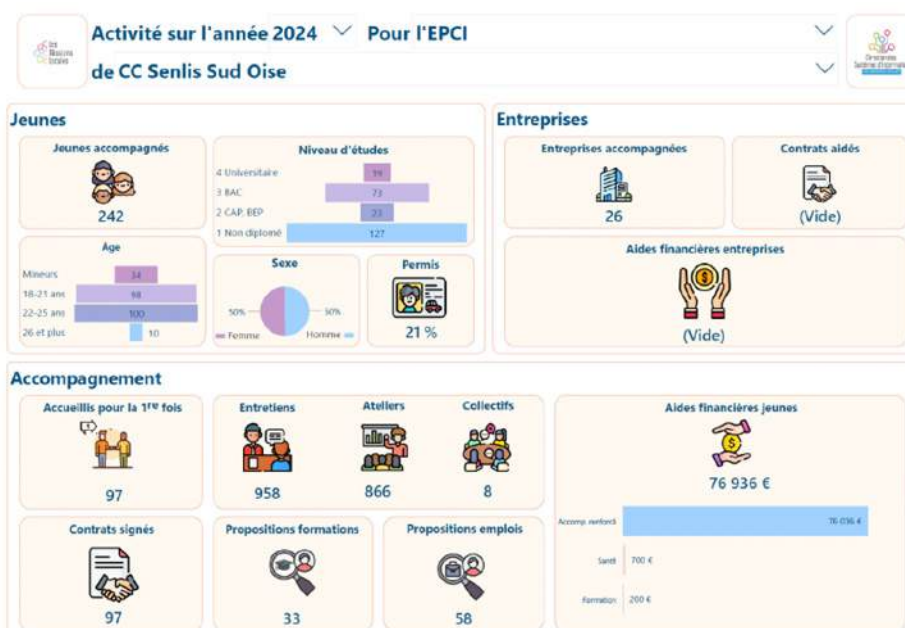 Activité sur l'année 2024
Pour l'EPCI
de CC Senlis Sud Oise
Les Missions Locales
Jeunes
Jeunes accompagnés
242
Niveau d'études
4 Universitaire 19
3 BAC 73
2 CAP, BEP 23
1 Non diplomé 127
Âge
Mineurs 34
18-21 ans 98
22-25 ans 100
26 et plus 10
Sexe
50% 50%
Femme Homme
Permis
21 %
Entreprises
Entreprises accompagnées
26
Contrats aidés
(Vide)
Aides financières entreprises
(Vide)
Accompagnement
Accueillis pour la 1re fois
97
Entretiens
958
Ateliers
866
Collectifs
8
Contrats signés
97
Propositions formations
33
Propositions emplois
58
Aides financières jeunes
76 936 €
Accomp. renforcé 76 036 €
Santé 700 €
Formation 200 €